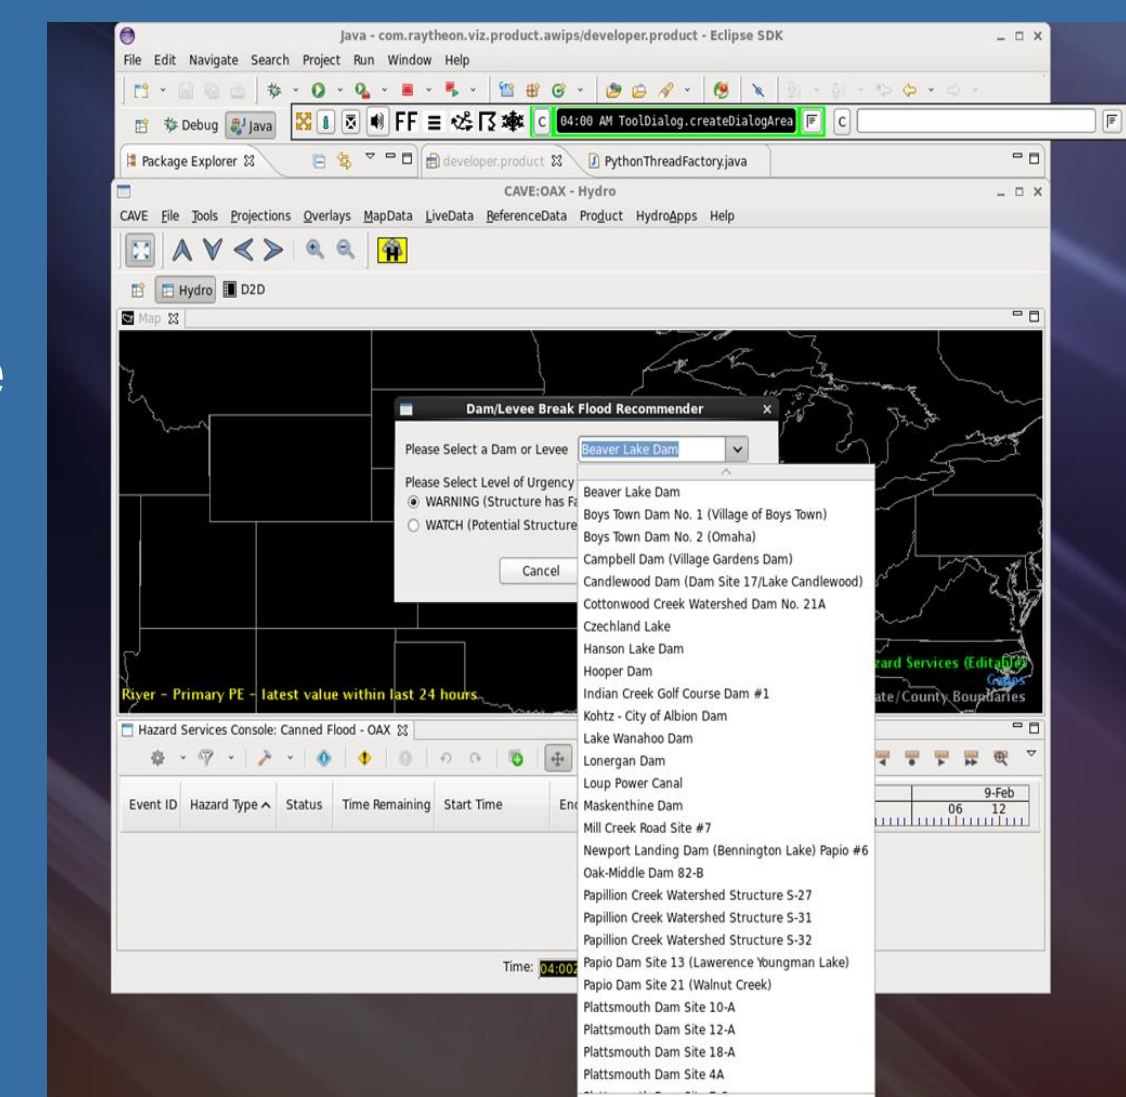 Java - com.raytheon.viz.product.awips/developer.product - Eclipse SDK
File Edit Navigate Search Project Run Window Help
Debug Java FF C 04:00 AM ToolDialog.createDialogArea F C F
Package Explorer developer.product PythonThreadFactory.java
CAVE:OAX - Hydro
CAVE File Tools Projections Overlays MapData LiveData ReferenceData Product HydroApps Help
H
Hydro D2D
Map
e
Dam/Levee Break Flood Recommender x
Please Select a Dam or Levee Beaver Lake Dam
Please Select Level of Urgency
WARNING (Structure has
WATCH (Potential Structure
Cancel
Beaver Lake Dam
Boys Town Dam No. 1 (Village of Boys Town)
Boys Town Dam No. 2 (Omaha)
Campbell Dam (Village Gardens Dam)
Candlewood Dam (Dam Site 17/Lake Candlewood)
Cottonwood Creek Watershed Dam No. 21A
Czechland Lake
Hanson Lake Dam
Hooper Dam
Indian Creek Golf Course Dam #1
Kohtz - City of Albion Dam
Lake Wanahoo Dam
Lonergan Dam
Loup Power Canal
Maskenthine Dam
Mill Creek Road Site #7
Newport Landing Dam (Bennington Lake) Papio #6
Oak-Middle Dam 82-B
Papillion Creek Watershed Structure S-27
Papillion Creek Watershed Structure S-31
Papillion Creek Watershed Structure S-32
Papio Dam Site 13 (Lawerence Youngman Lake)
Papio Dam Site 21 (Walnut Creek)
Plattsmouth Dam Site 10-A
Plattsmouth Dam Site 12-A
Plattsmouth Dam Site 18-A
Plattsmouth Dam Site 4A
zard Services (Editable)
River - Primary PE - latest value within last 24 hours.
ate/County Boundaries
Hazard Services Console: Canned Flood - OAX
Event ID Hazard Type Status Time Remaining Start Time
9-Feb
06 12
Time: 04:00Z